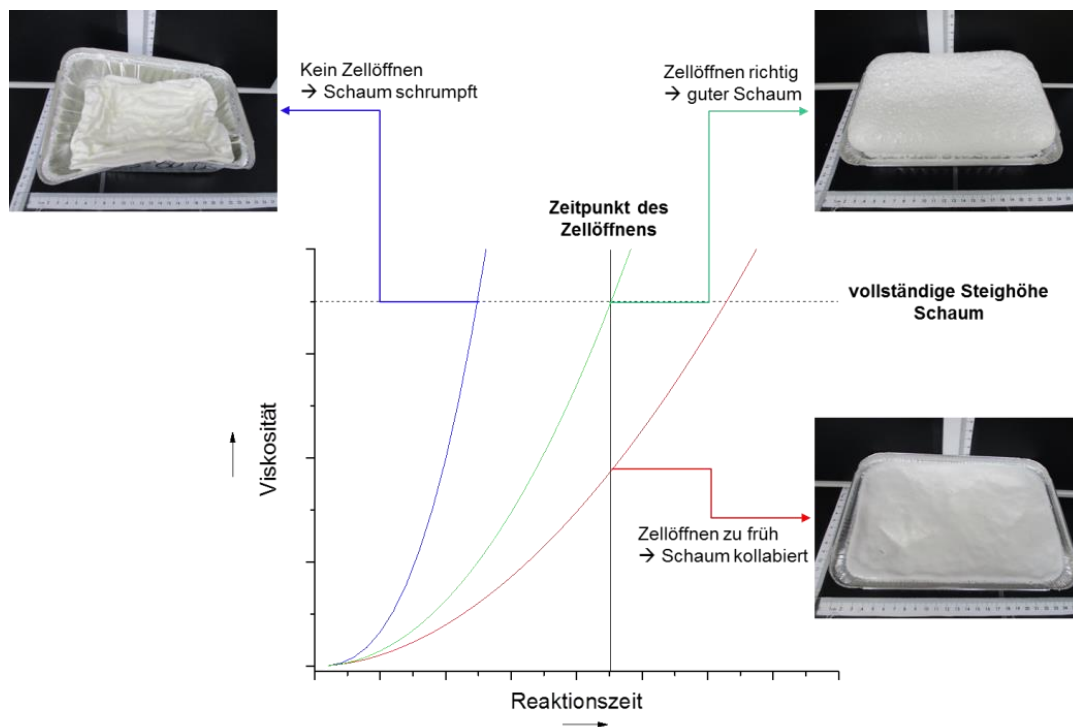 Kein Zellöffnen
→ Schaum schrumpft
Zellöffnen richtig
→ guter Schaum
Zeitpunkt des
Zellöffnens
vollständige Steighöhe
Schaum
Viskosität
Zellöffnen zu früh
→ Schaum kollabiert
Reaktionszeit